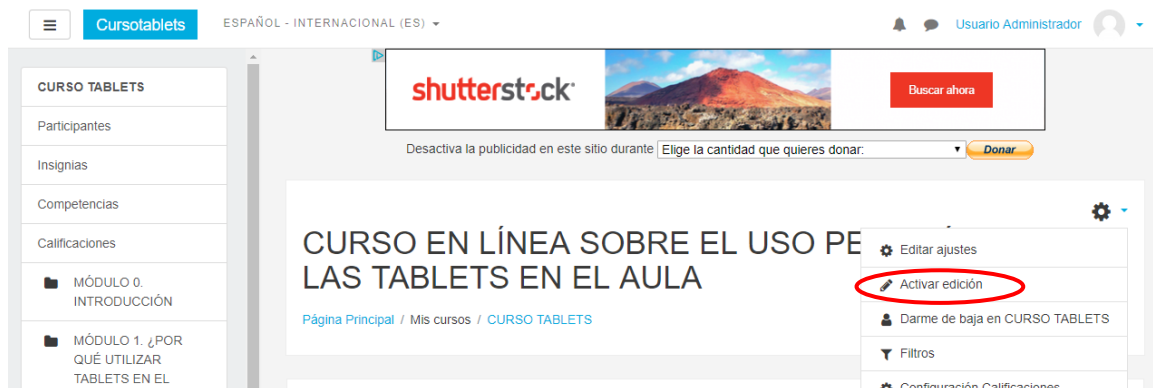 Cursotablets
ESPAÑOL - INTERNACIONAL (ES)
Usuario Administrador
CURSO TABLETS
Participantes
Insignias
Competencias
Calificaciones
MÓDULO 0.
INTRODUCCIÓN
MÓDULO 1. ¿POR
QUÉ UTILIZAR
TABLETS EN EL
shutterstock
Buscar ahora
Desactiva la publicidad en este sitio durante Elige la cantidad que quieres donar: Donar
CURSO EN LÍNEA SOBRE EL USO PE
LAS TABLETS EN EL AULA
Página Principal / Mis cursos / CURSO TABLETS
Editar ajustes
Activar edición
Darme de baja en CURSO TABLETS
Filtros
Configuración Calificaciones